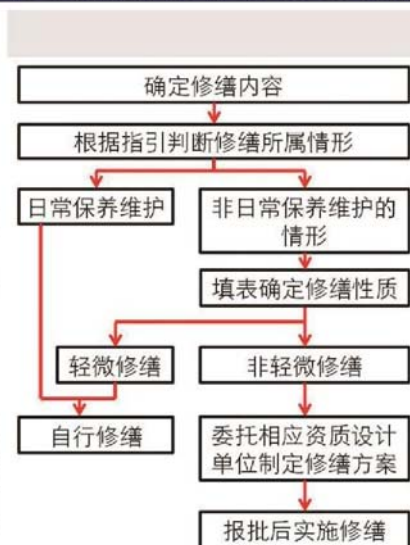 确定修缮内容
根据指引判断修缮所属情形
日常保养维护
非日常保养维护的
情形
填表确定修缮性质
轻微修缮
非轻微修缮
自行修缮
委托相应资质设计
单位制定修缮方案
报批后实施修缮